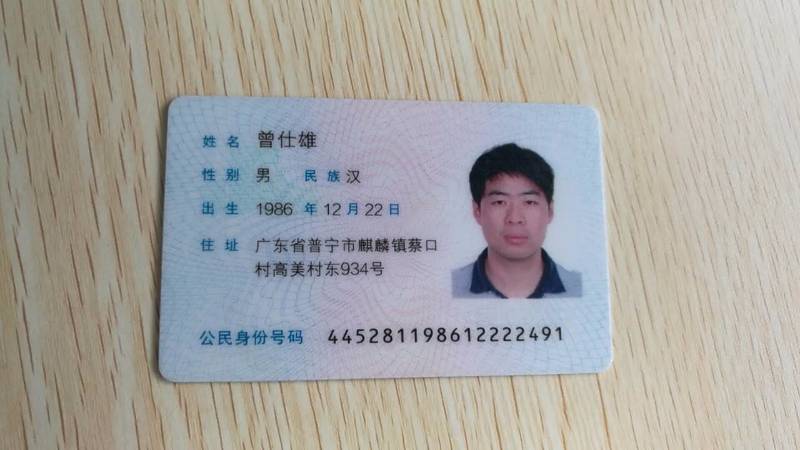 姓名 曾仕雄
性别 男 民族 汉
出生 1986 年 12 月 22 日
住址 广东省普宁市麒麟镇蔡口
村高美村东934号
公民身份号码 445281198612222491